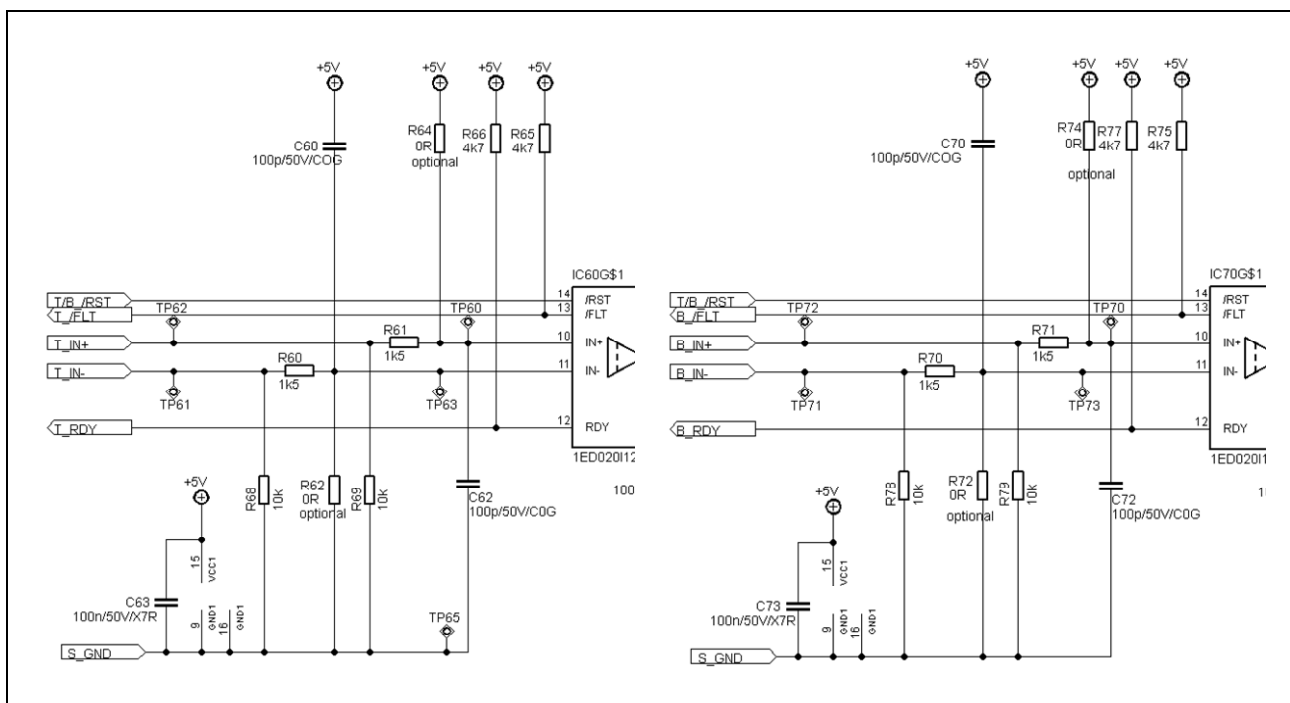 +5V
+5V
+5V
+5V
C60
100p/50V/COG
R64
0R
optional
R66
4k7
R65
4k7
IC60G$1
T/B_/RST
14
/RST
T_/FLT
13
/FLT
TP62
TP60
R61
1k5
T_IN+
10
IN+
R60
1k5
T_IN-
11
IN-
TP61
TP63
T_RDY
12
RDY
1ED020I12
100
+5V
R68
10k
R62
0R
optional
R69
10k
C62
100p/50V/C0G
15
VCC1
C63
100n/50V/X7R
9
GND1
16
GND1
TP65
S_GND
+5V
+5V
+5V
+5V
C70
100p/50V/COG
R74
0R
optional
R77
4k7
R75
4k7
IC70G$1
T/B_/RST
14
/RST
B_/FLT
13
/FLT
TP72
TP70
R71
1k5
B_IN+
10
IN+
R70
1k5
B_IN-
11
IN-
TP71
TP73
B_RDY
12
RDY
1ED020I1
+5V
R78
10k
R72
0R
optional
R79
10k
C72
100p/50V/C0G
15
VCC1
C73
100n/50V/X7R
9
GND1
16
GND1
S_GND